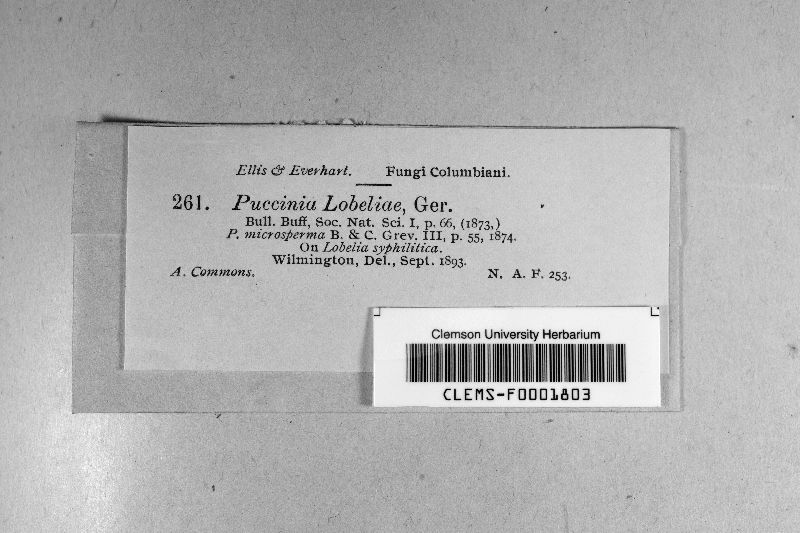 Ellis & Everhart. Fungi Columbiani.
261. Puccinia Lobeliae, Ger.
Bull. Buff, Soc. Nat. Sci. I, p. 66, (1873,)
P. microsperma B. & C. Grev. III, p. 55, 1874.
On Lobelia syphilitica.
Wilmington, Del., Sept. 1893.
A. Commons. N. A. F. 253.
Clemson University Herbarium
CLEMS-F0001803